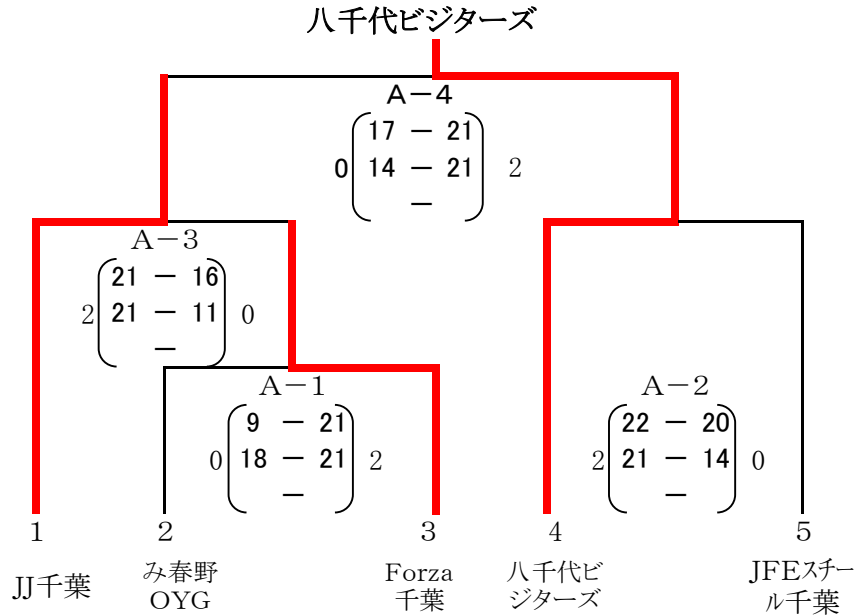 八千代ビジターズ
A－4
17 － 21
0 14 － 21 2
－
A－3
21 － 16
2 21 － 11 0
－
A－1
9 － 21
0 18 － 21 2
－
A－2
22 － 20
2 21 － 14 0
－
1 2 3 4 5
JJ千葉
み春野
OYG
Forza
千葉
八千代ビ
ジターズ
JFEスチー
ル千葉